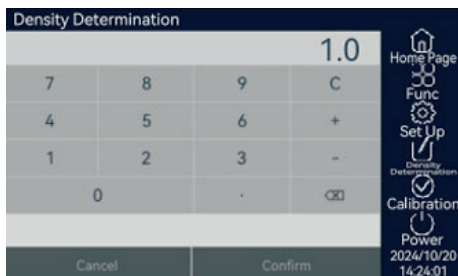 Density Determination
1.0
7 8 9 C
4 5 6 +
1 2 3 -
0 .
Cancel Confirm
Home Page
Func
Set Up
Density
Determination
Calibration
Power
2024/10/20
14:24:01